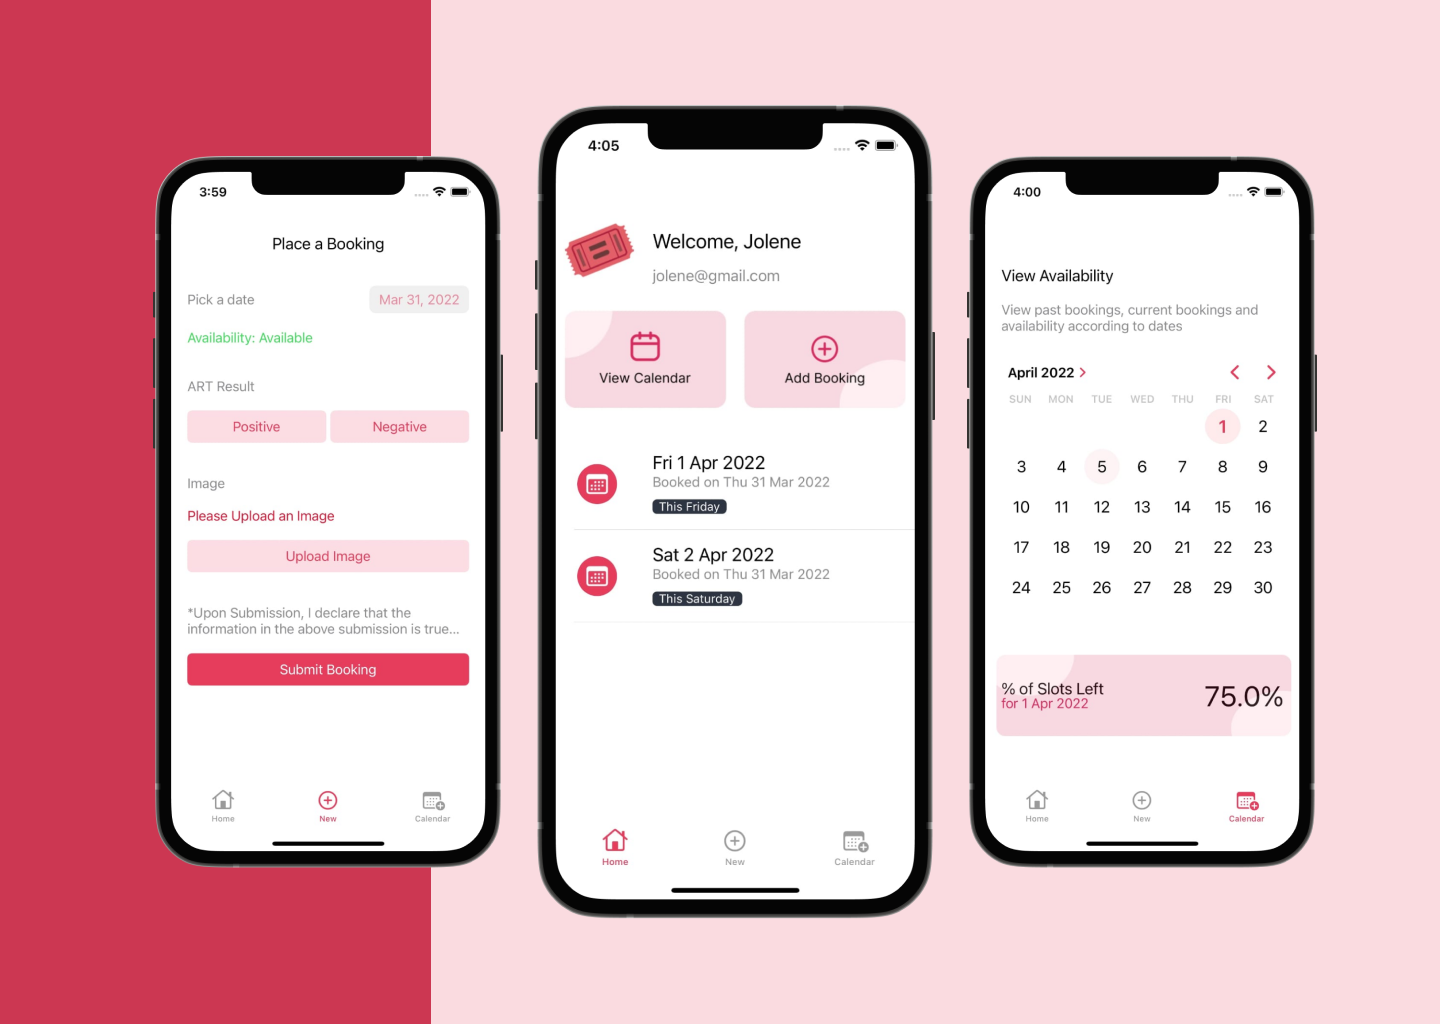 3:59
Place a Booking
Pick a date
Mar 31, 2022
Availability: Available
ART Result
Positive
Negative
Image
Please Upload an Image
Upload Image
*Upon Submission, I declare that the
information in the above submission is true...
Submit Booking
Home
New
Calendar
4:05
Welcome, Jolene
jolene@gmail.com
View Calendar
Add Booking
Fri 1 Apr 2022
Booked on Thu 31 Mar 2022
This Friday
Sat 2 Apr 2022
Booked on Thu 31 Mar 2022
This Saturday
Home
New
Calendar
4:00
View Availability
View past bookings, current bookings and
availability according to dates
April 2022
SUN MON TUE WED THU FRI SAT
1 2
3 4 5 6 7 8 9
10 11 12 13 14 15 16
17 18 19 20 21 22 23
24 25 26 27 28 29 30
% of Slots Left
for 1 Apr 2022
75.0%
Home
New
Calendar